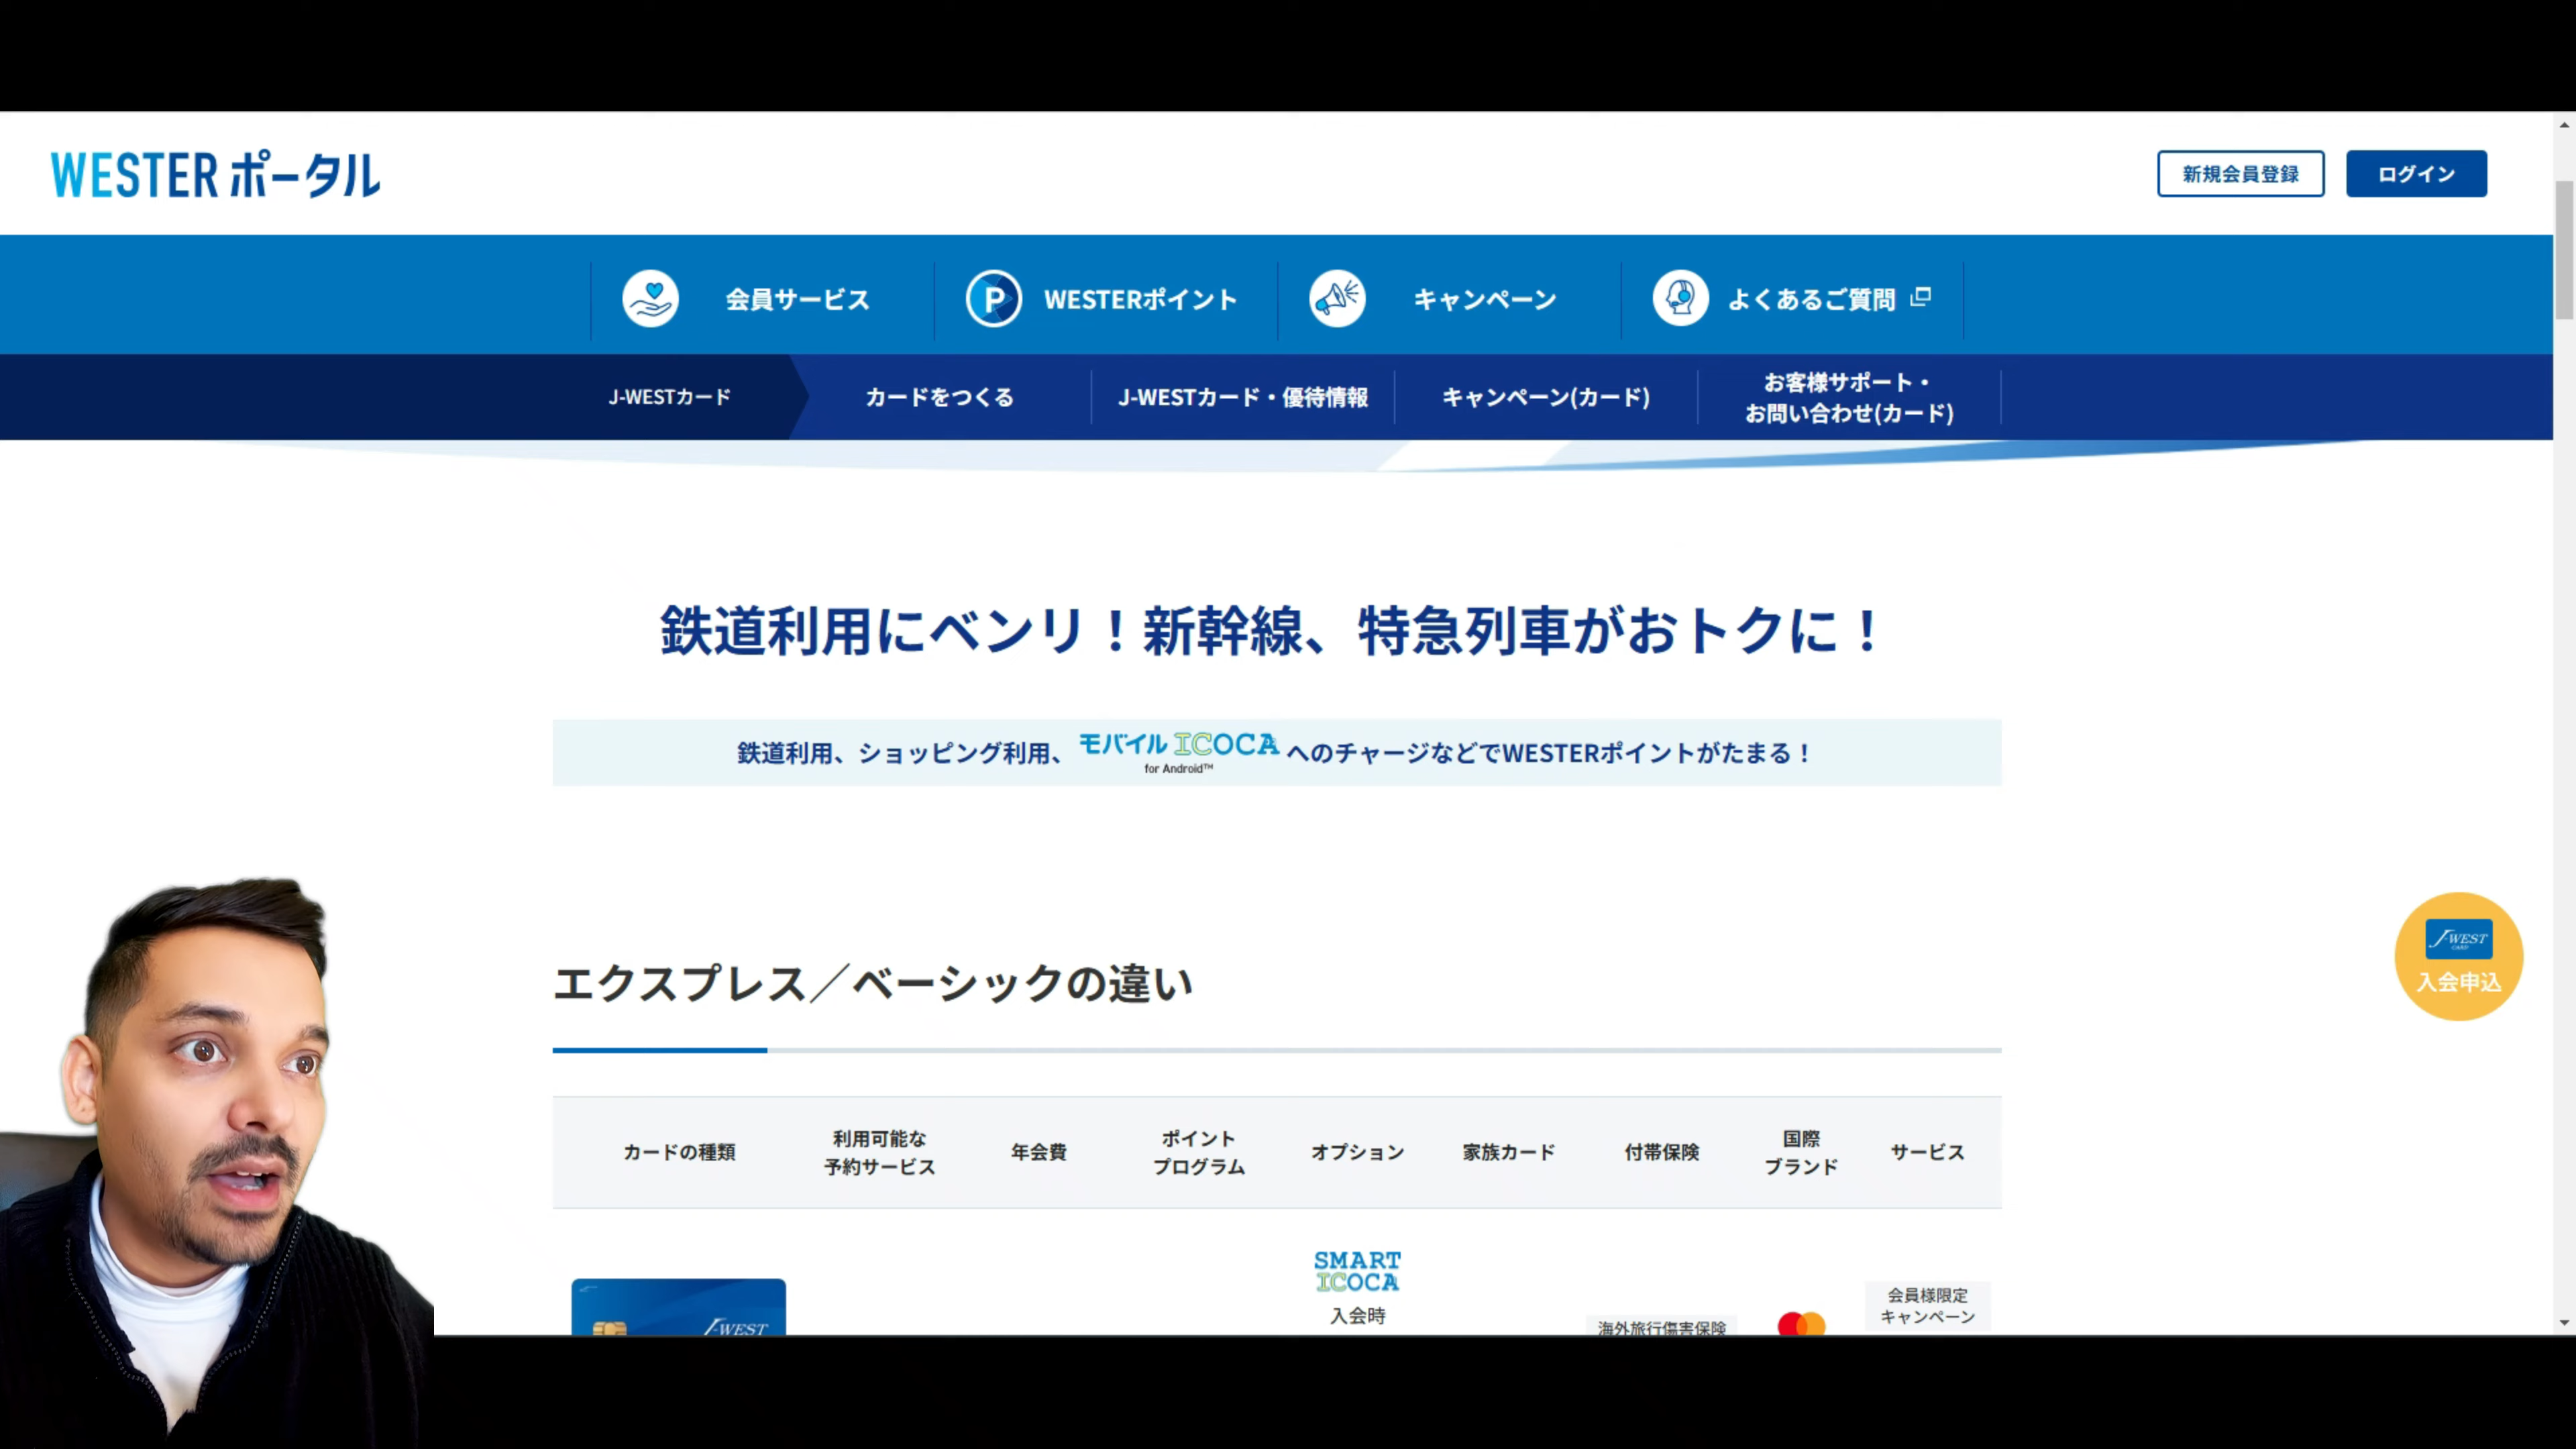 WESTER ポータル
新規会員登録
ログイン
会員サービス
WESTERポイント
キャンペーン
よくあるご質問
J-WESTカード
カードをつくる
J-WESTカード・優待情報
キャンペーン(カード)
お客様サポート・
お問い合わせ(カード)
鉄道利用にベンリ！新幹線、特急列車がおトクに！
鉄道利用、ショッピング利用、モバイル ICOCA for Android™ へのチャージなどでWESTERポイントがたまる！
J-WEST
CARD
入会申込
エクスプレス／ベーシックの違い
カードの種類
利用可能な
予約サービス
年会費
ポイント
プログラム
オプション
家族カード
付帯保険
国際
ブランド
サービス
J-WEST
SMART
ICOCA
入会時
海外旅行傷害保険
会員様限定
キャンペーン